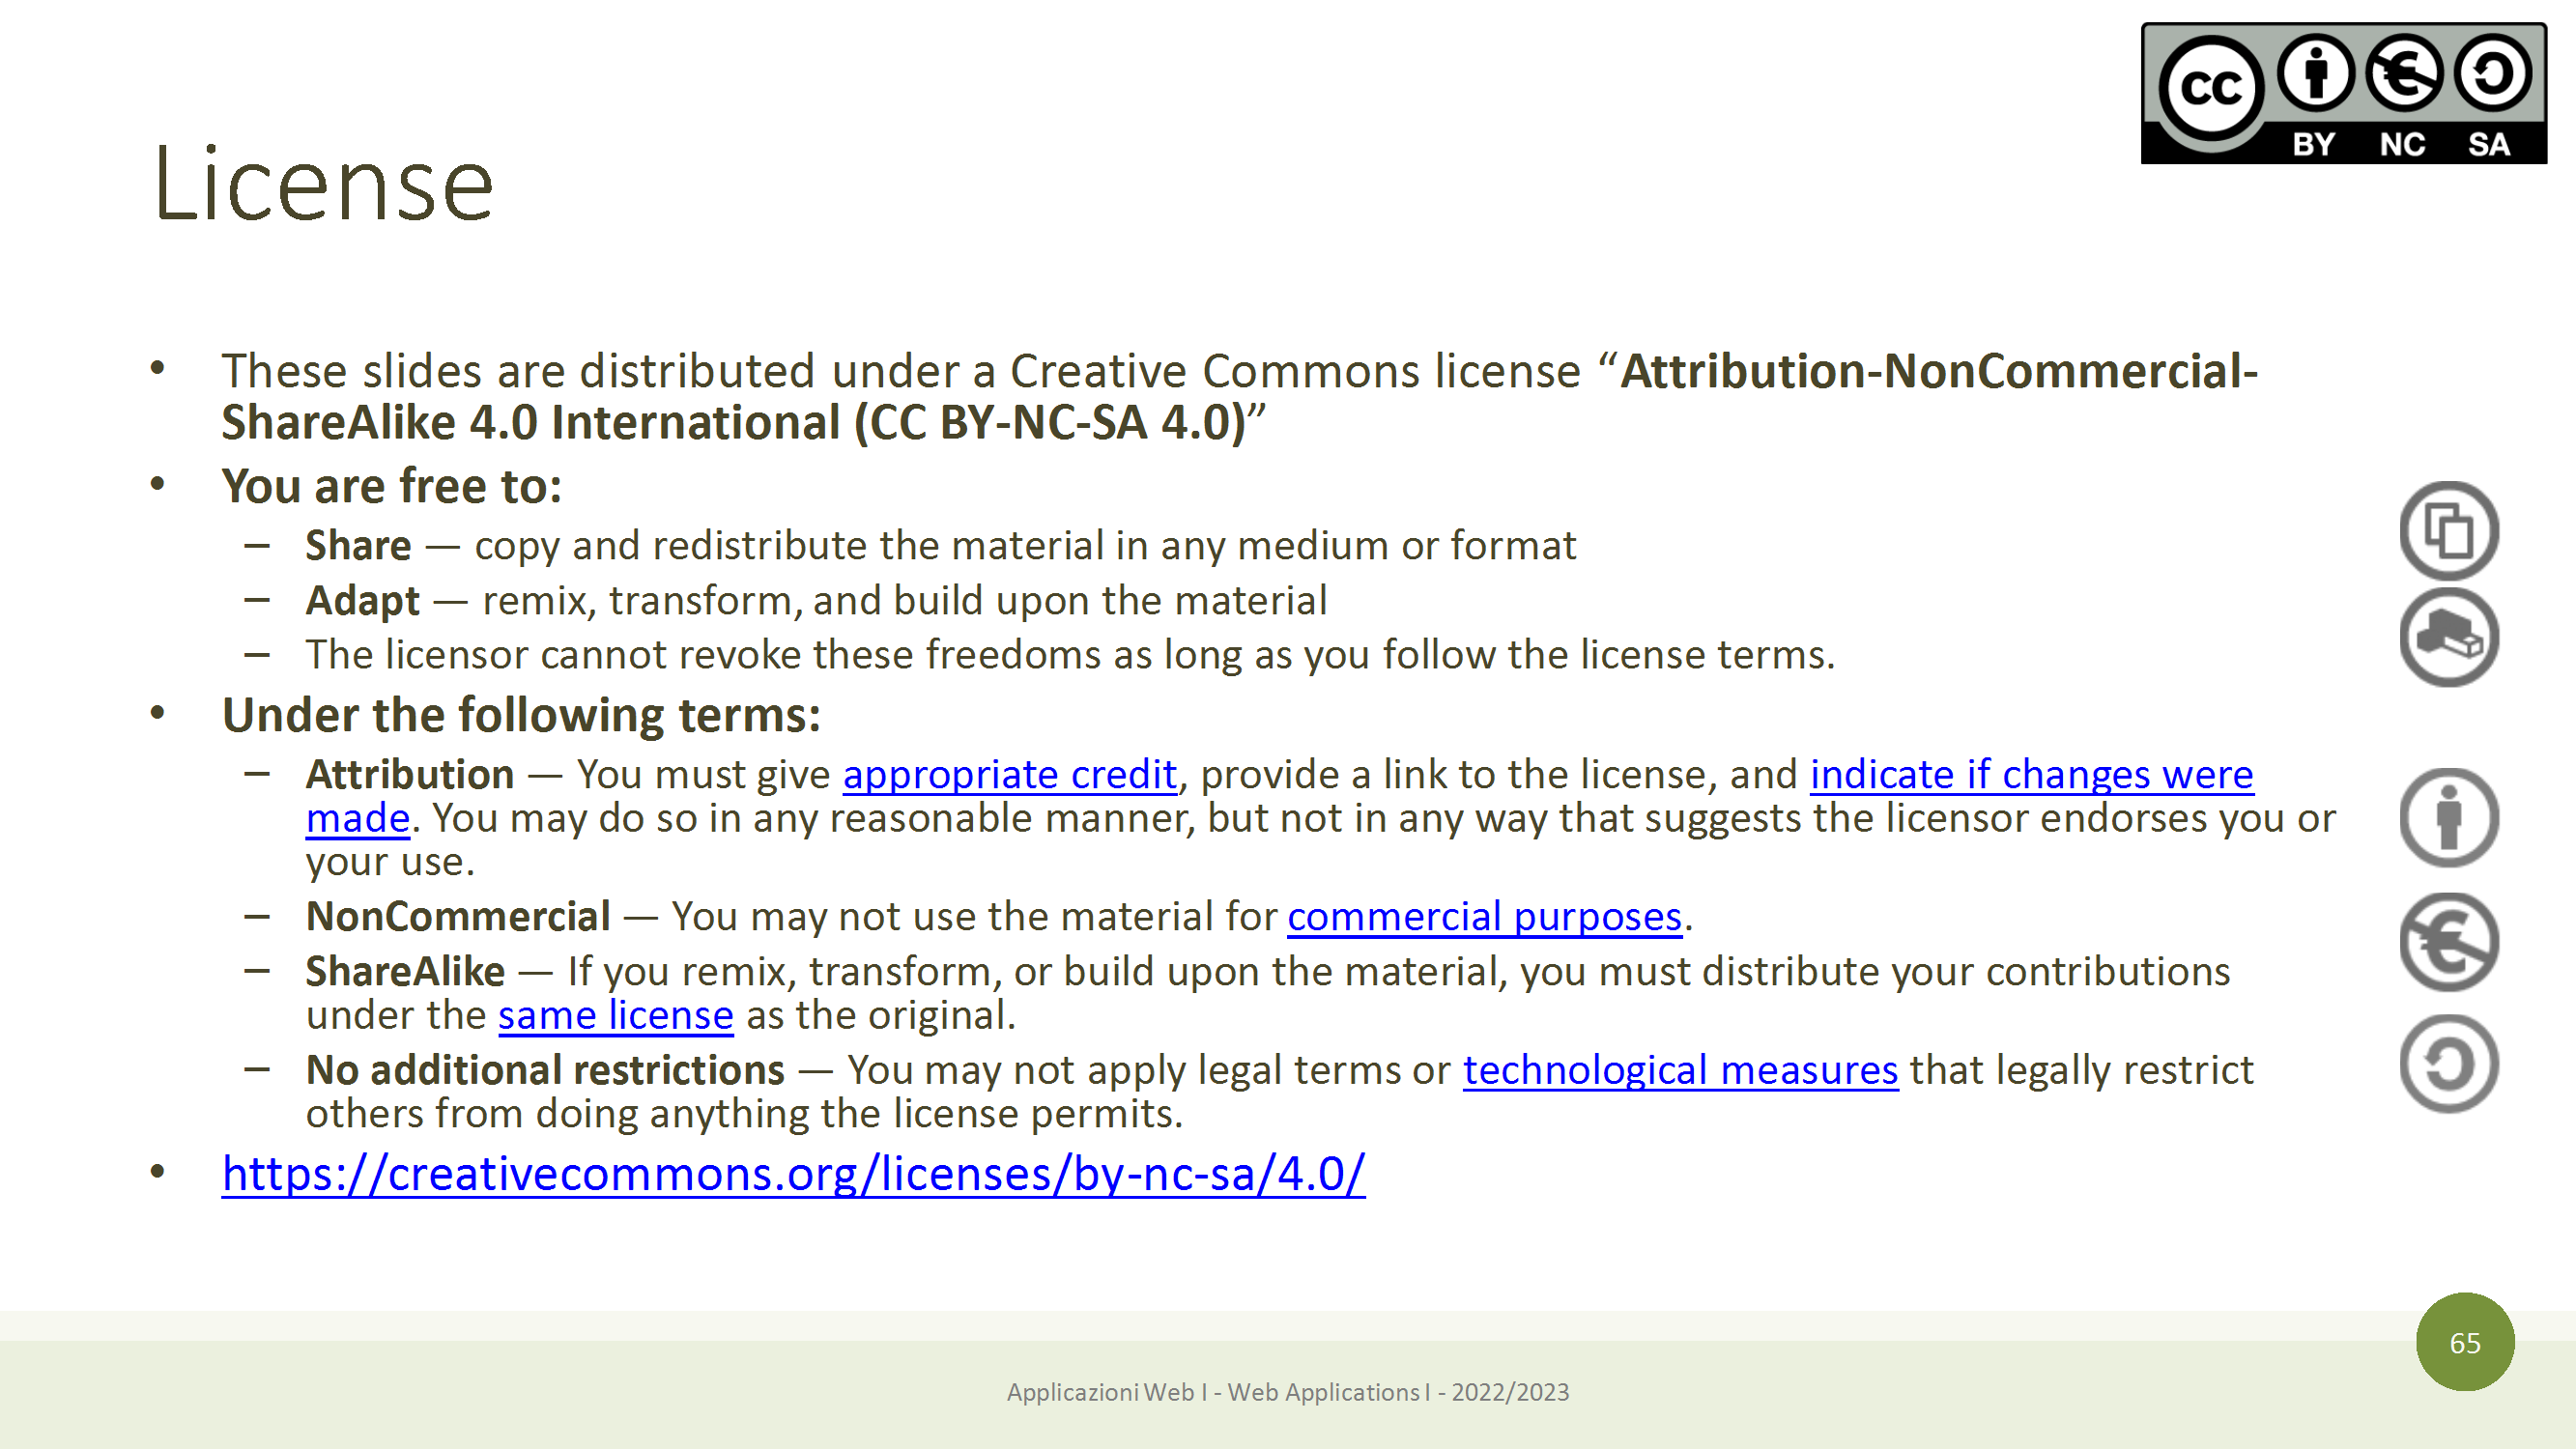 CC BY NC SA
License
• These slides are distributed under a Creative Commons license “Attribution-NonCommercial-
ShareAlike 4.0 International (CC BY-NC-SA 4.0)”
• You are free to:
– Share — copy and redistribute the material in any medium or format
– Adapt — remix, transform, and build upon the material
– The licensor cannot revoke these freedoms as long as you follow the license terms.
• Under the following terms:
– Attribution — You must give appropriate credit, provide a link to the license, and indicate if changes were
made. You may do so in any reasonable manner, but not in any way that suggests the licensor endorses you or
your use.
– NonCommercial — You may not use the material for commercial purposes.
– ShareAlike — If you remix, transform, or build upon the material, you must distribute your contributions
under the same license as the original.
– No additional restrictions — You may not apply legal terms or technological measures that legally restrict
others from doing anything the license permits.
• https://creativecommons.org/licenses/by-nc-sa/4.0/
65
Applicazioni Web I - Web Applications I - 2022/2023